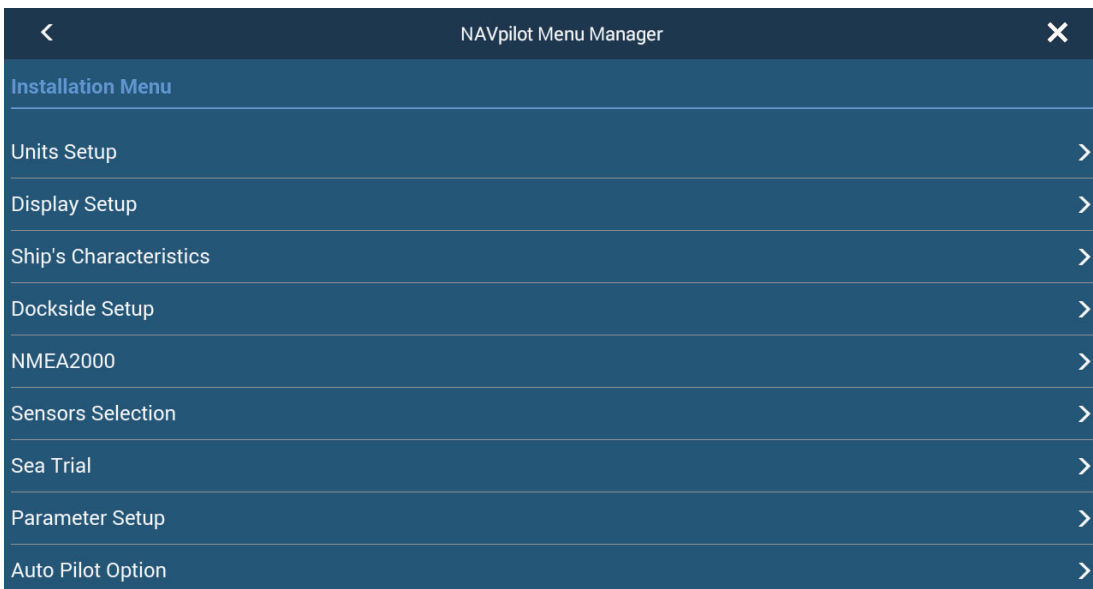 NAVpilot Menu Manager
Installation Menu
Units Setup
Display Setup
Ship's Characteristics
Dockside Setup
NMEA2000
Sensors Selection
Sea Trial
Parameter Setup
Auto Pilot Option